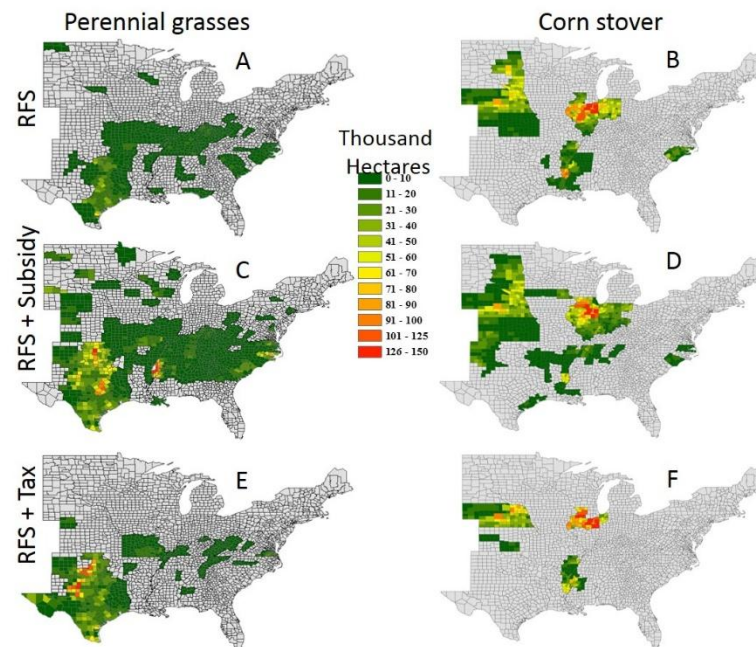 Perennial grasses
Corn stover
RFS
A
B
Thousand
Hectares
0 - 10
11 - 20
21 - 30
31 - 40
41 - 50
51 - 60
61 - 70
71 - 80
81 - 90
91 - 100
101 - 125
126 - 150
RFS + Subsidy
C
D
RFS + Tax
E
F